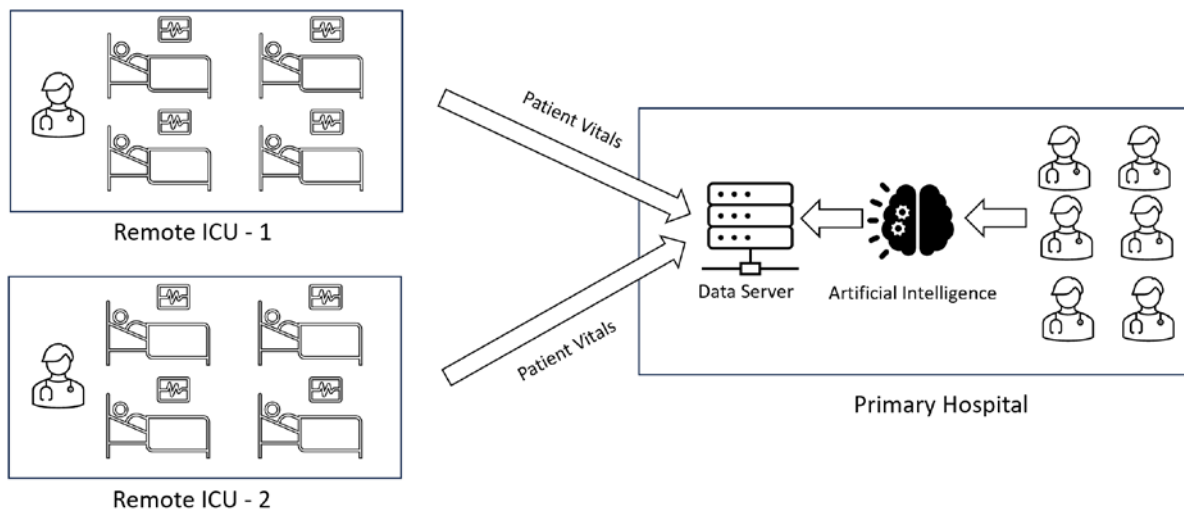 Remote ICU - 1
Patient Vitals
Data Server
Artificial Intelligence
Primary Hospital
Patient Vitals
Remote ICU - 2